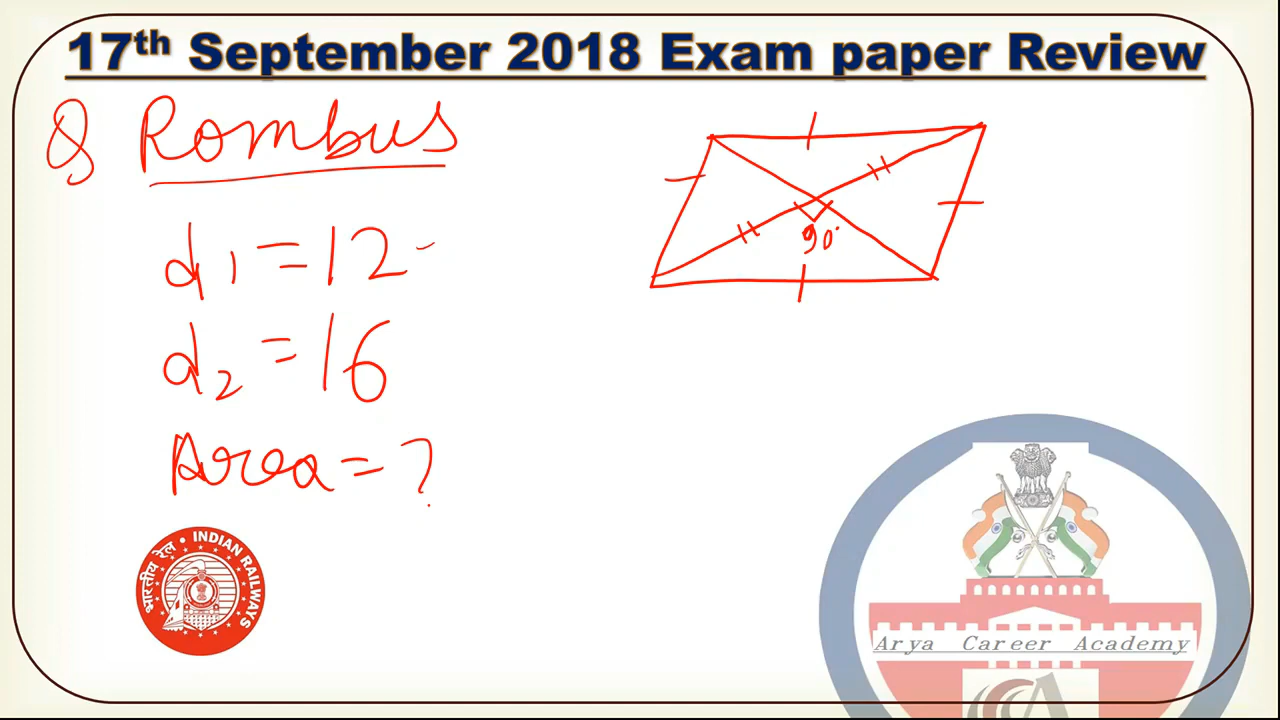 17th September 2018 Exam paper Review
Q Rombus
d1 = 12
d2 = 16
Area = ?
90°
भारतीय रेल • INDIAN RAILWAYS
Arya Career Academy